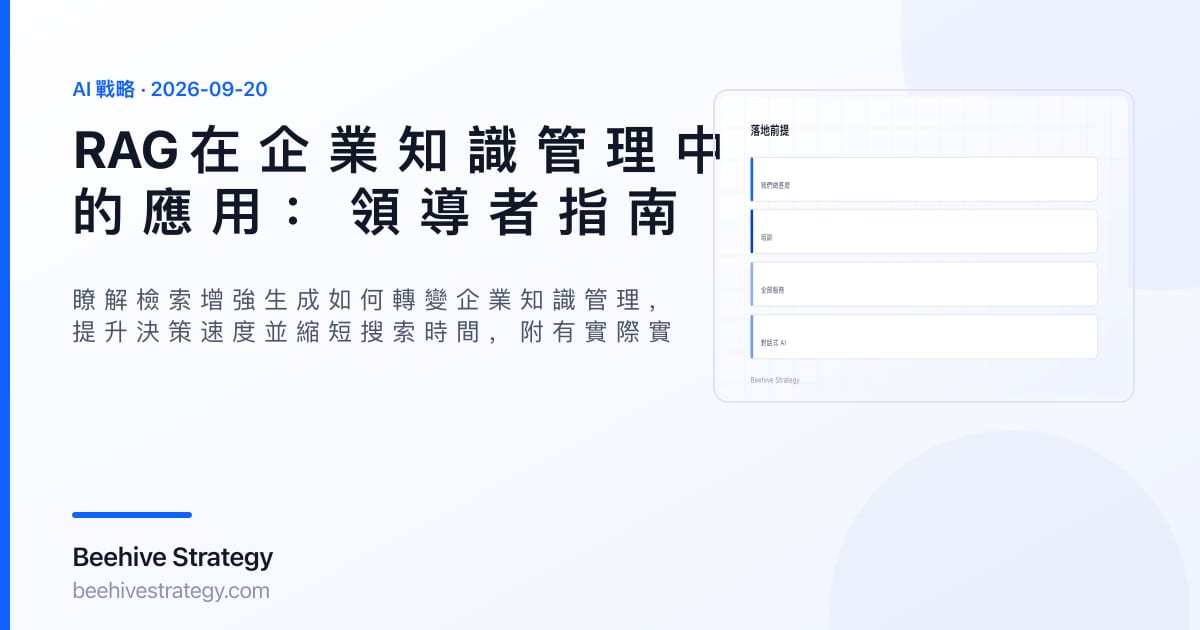 AI 戰略 · 2026-09-20
RAG在企業知識管理中
的應用：領導者指南
瞭解檢索增強生成如何轉變企業知識管理，
提升決策速度並縮短搜索時間，附有實際實
落地前提
我們做甚麼
培訓
全部服務
對話式 AI
Beehive Strategy
Beehive Strategy
beehivestrategy.com